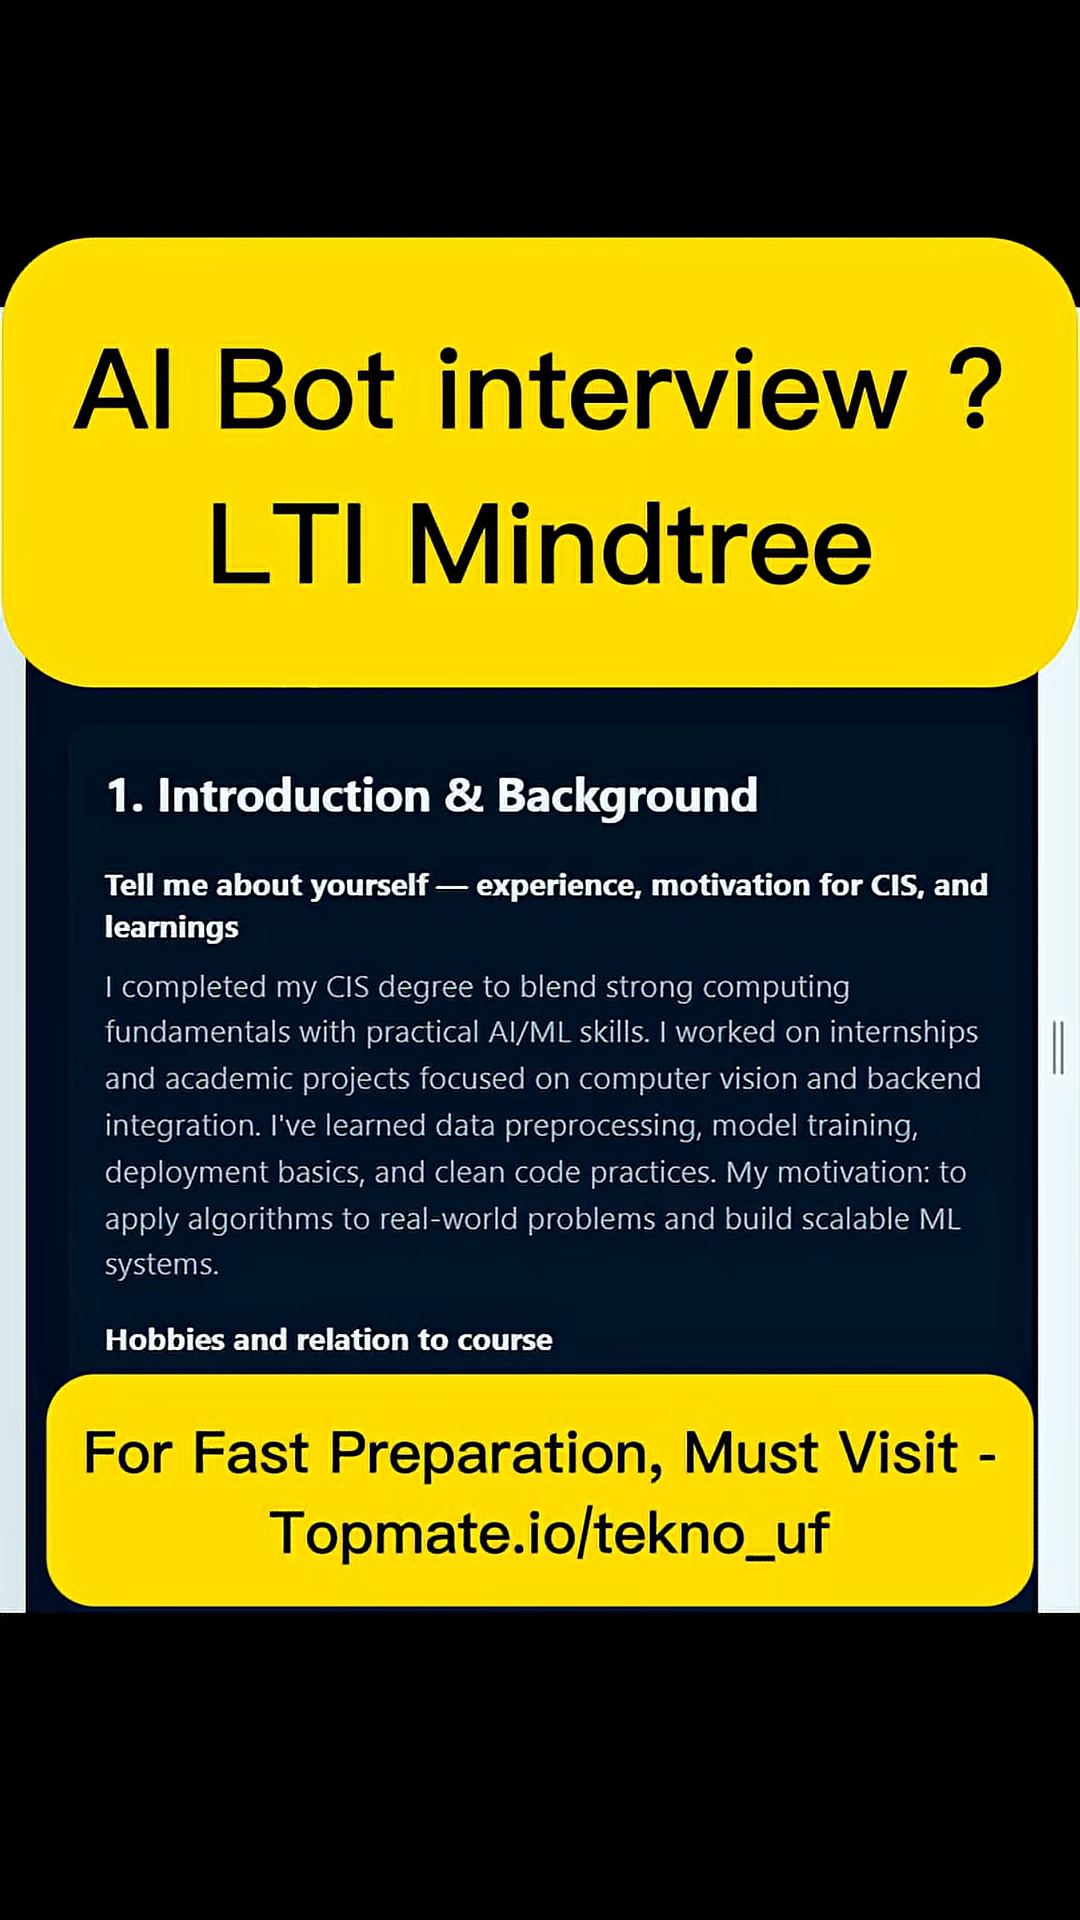 AI Bot interview ?
LTI Mindtree
1. Introduction & Background
Tell me about yourself — experience, motivation for CIS, and
learnings
I completed my CIS degree to blend strong computing
fundamentals with practical AI/ML skills. I worked on internships
and academic projects focused on computer vision and backend
integration. I've learned data preprocessing, model training,
deployment basics, and clean code practices. My motivation: to
apply algorithms to real-world problems and build scalable ML
systems.
Hobbies and relation to course
For Fast Preparation, Must Visit -
Topmate.io/tekno_uf